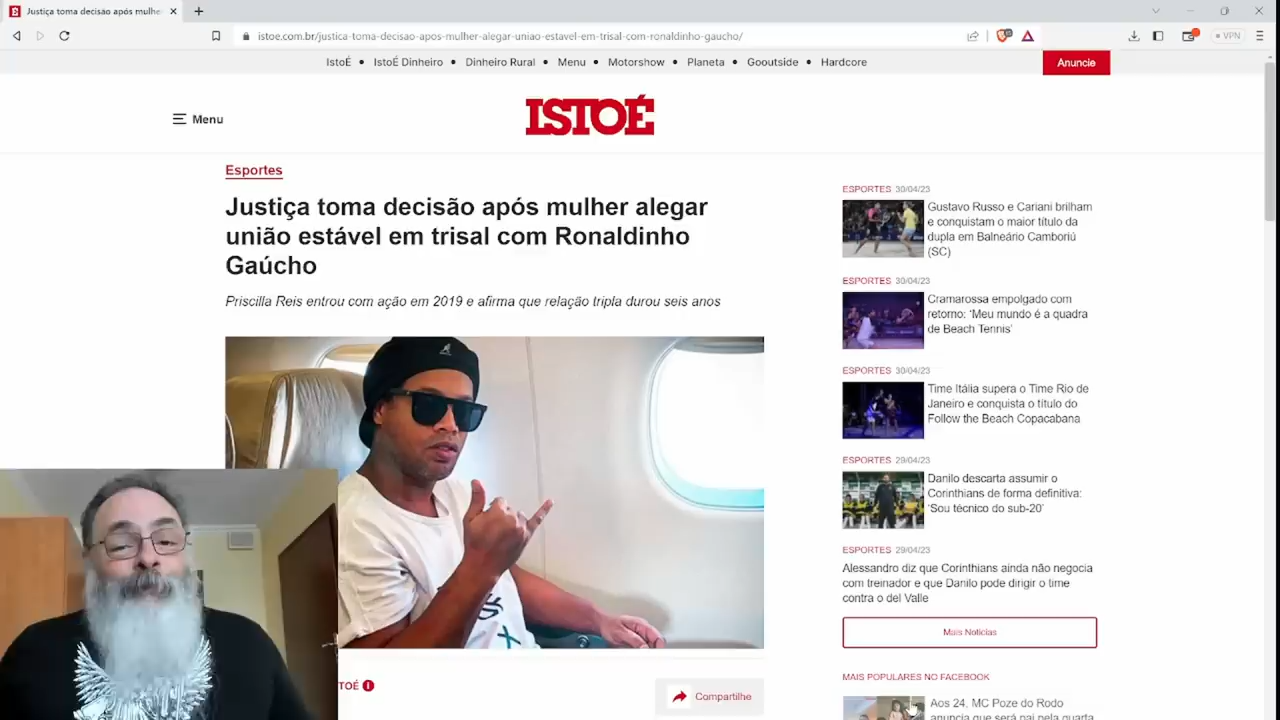 Justiça toma decisão após mulhe
istoe.com.br/justica-toma-decisao-apos-mulher-alegar-uniao-estavel-em-trisal-com-ronaldinho-gaucho/
VPN
IstoÉ • IstoÉ Dinheiro • Dinheiro Rural • Menu • Motorshow • Planeta • Gooutside • Hardcore
Anuncie
Menu
ISTOÉ
Esportes
Justiça toma decisão após mulher alegar
união estável em trisal com Ronaldinho
Gaúcho
Priscilla Reis entrou com ação em 2019 e afirma que relação tripla durou seis anos
TOÉ
Compartilhe
ESPORTES 30/04/23
Gustavo Russo e Cariani brilham
e conquistam o maior título da
dupla em Balneário Camboriú
(SC)
ESPORTES 30/04/23
Cramarossa empolgado com
retorno: ‘Meu mundo é a quadra
de Beach Tennis’
ESPORTES 30/04/23
Time Itália supera o Time Rio de
Janeiro e conquista o título do
Follow the Beach Copacabana
ESPORTES 29/04/23
Danilo descarta assumir o
Corinthians de forma definitiva:
‘Sou técnico do sub-20’
ESPORTES 29/04/23
Alessandro diz que Corinthians ainda não negocia
com treinador e que Danilo pode dirigir o time
contra o del Valle
Mais Notícias
MAIS POPULARES NO FACEBOOK
Aos 24, MC Poze do Rodo
anuncia que será pai pela quarta